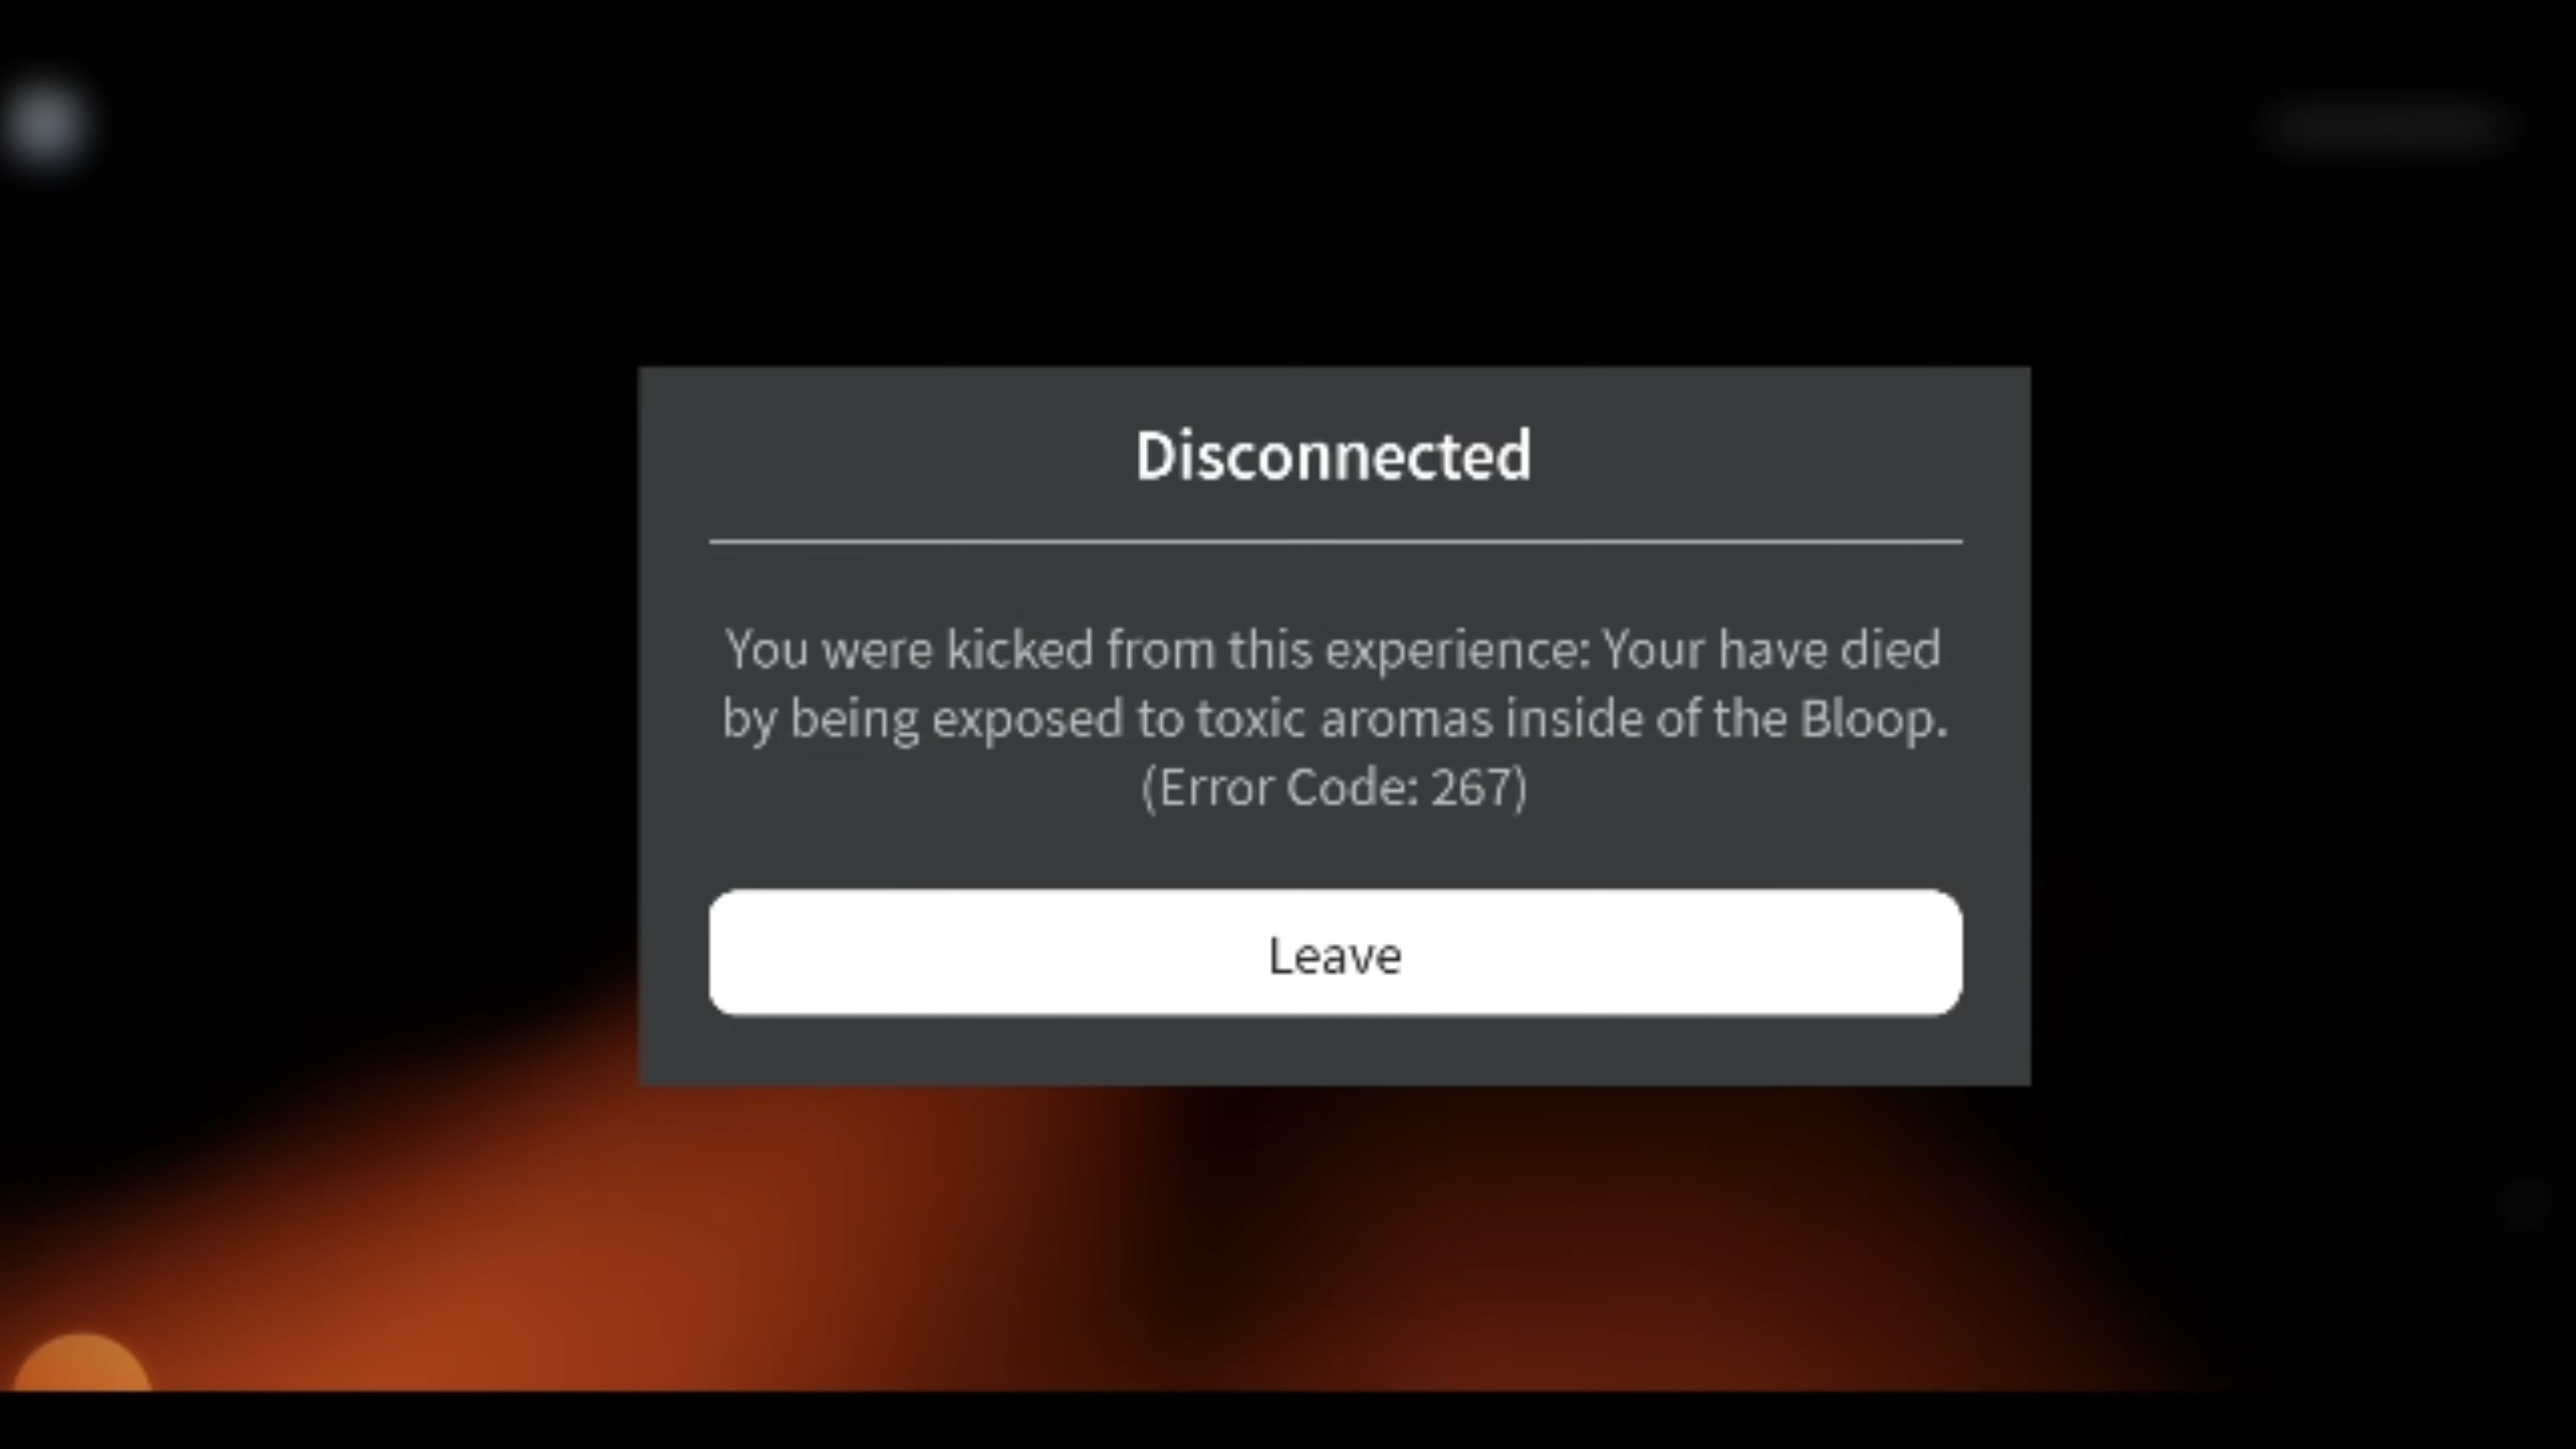 Disconnected
You were kicked from this experience: Your have died
by being exposed to toxic aromas inside of the Bloop.
(Error Code: 267)
Leave